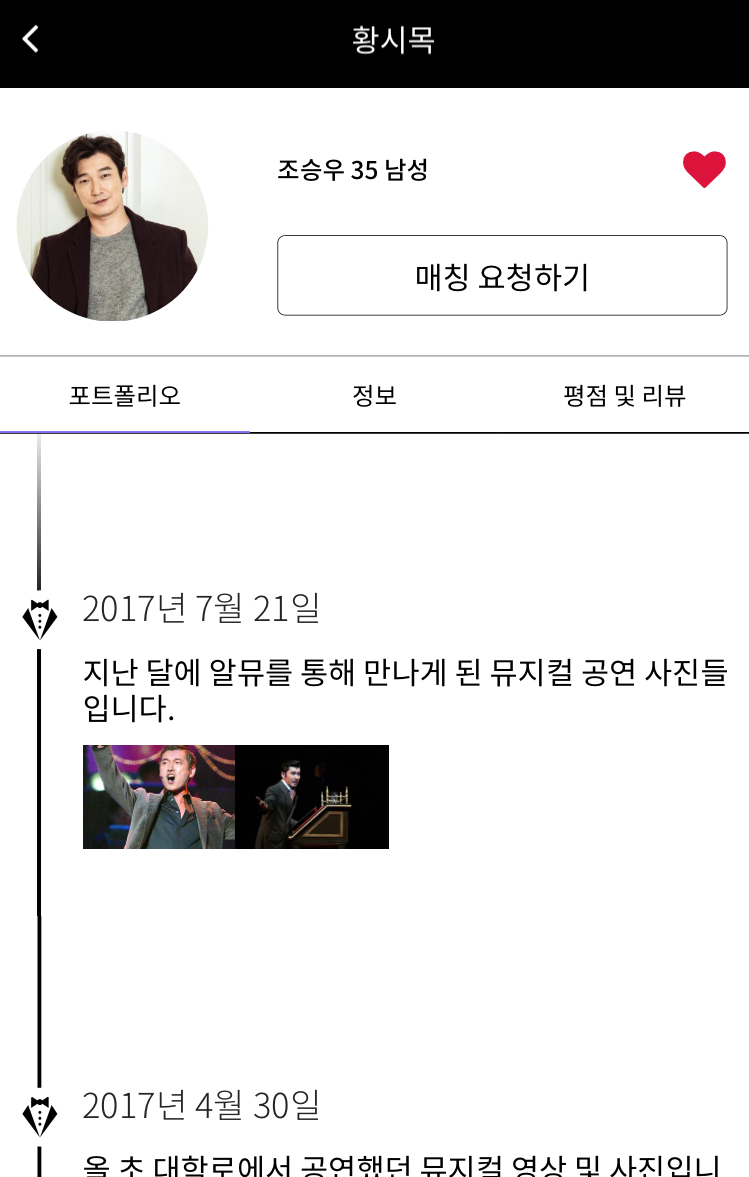 황시목
조승우 35 남성
매칭 요청하기
포트폴리오
정보
평점 및 리뷰
2017년 7월 21일
지난 달에 알뮤를 통해 만나게 된 뮤지컬 공연 사진들
입니다.
2017년 4월 30일
올 초 대학로에서 공연했던 뮤지컬 영상 및 사진입니